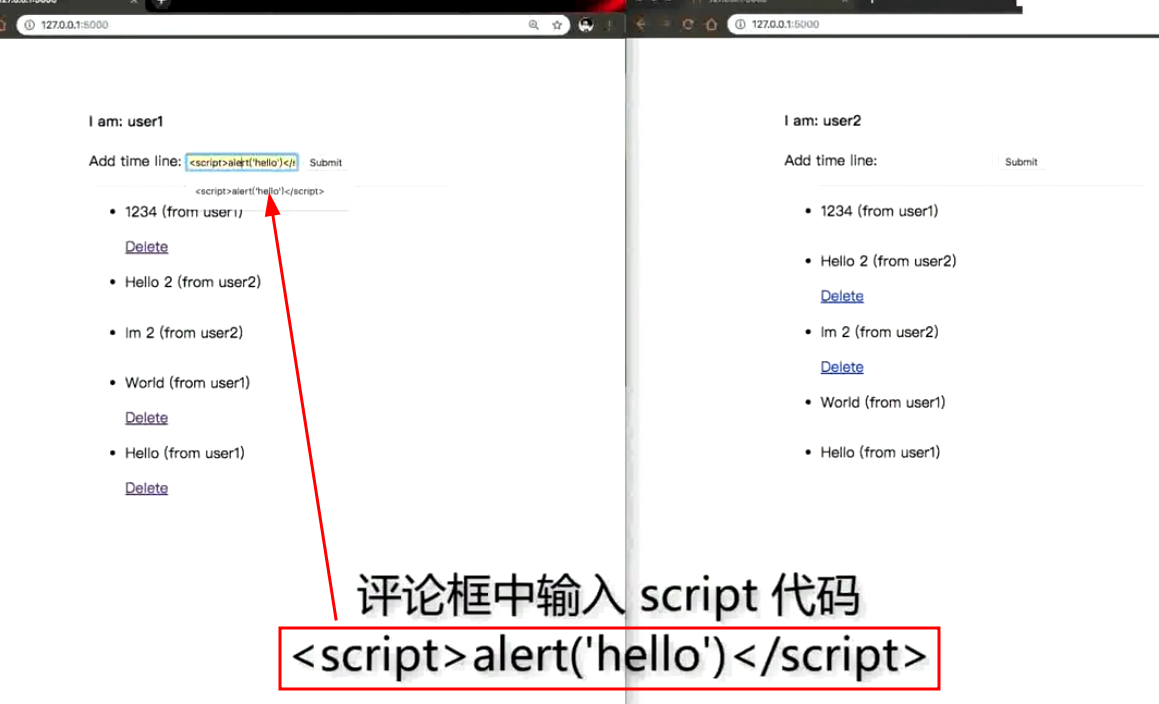 127.0.0.1:5000
127.0.0.1:5000
I am: user1
Add time line: <script>alert('hello')</s Submit
<script>alert('hello')</script>
1234 (from user1)
Delete
Hello 2 (from user2)
Im 2 (from user2)
World (from user1)
Delete
Hello (from user1)
Delete
I am: user2
Add time line: Submit
1234 (from user1)
Hello 2 (from user2)
Delete
Im 2 (from user2)
Delete
World (from user1)
Hello (from user1)
评论框中输入 script 代码
<script>alert('hello')</script>